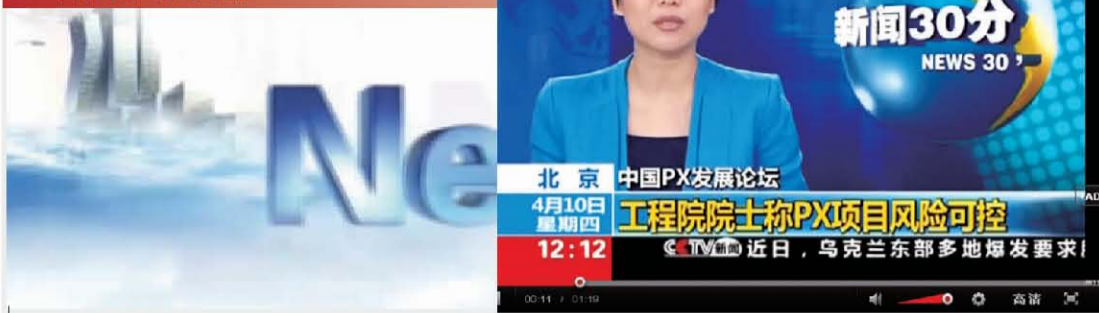 Ne
新闻30分
NEWS 30'
北 京
中国PX发展论坛
4月10日
星期四
工程院院士称PX项目风险可控
12:12
CCTV新闻 近日，乌克兰东部多地爆发要求
AD
00:11 / 01:19
高清